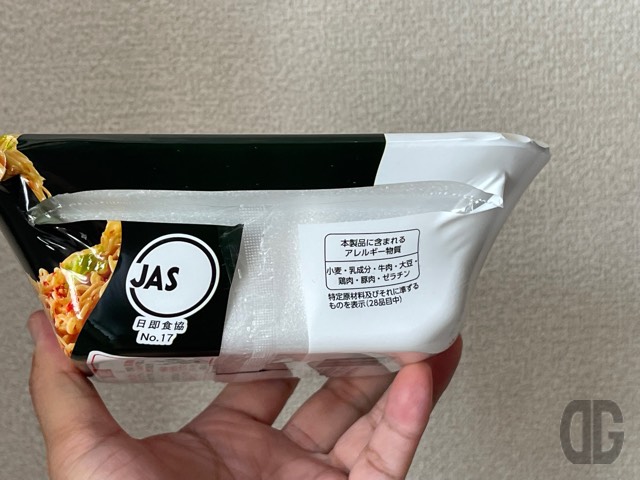 JAS
日即食協
No.17
本製品に含まれる
アレルギー物質
小麦・乳成分・牛肉・大豆・
鶏肉・豚肉・ゼラチン
特定原材料及びそれに準ずる
ものを表示(28品目中)
DG